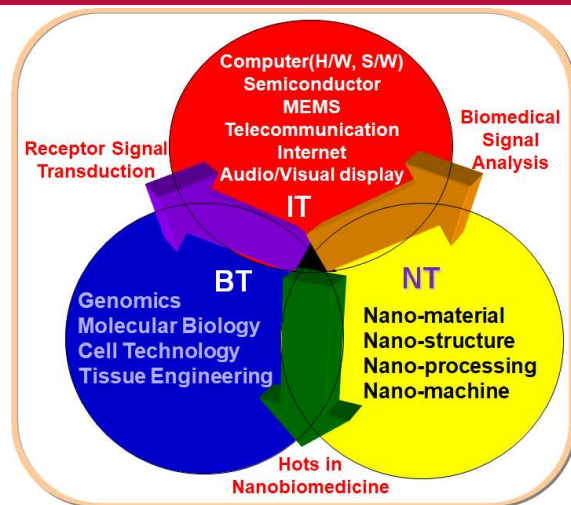 Computer(H/W, S/W)
Semiconductor
MEMS
Telecommunication
Internet
Audio/Visual display
IT
Receptor Signal
Transduction
Biomedical
Signal
Analysis
BT
Genomics
Molecular Biology
Cell Technology
Tissue Engineering
NT
Nano-material
Nano-structure
Nano-processing
Nano-machine
Hots in
Nanobiomedicine